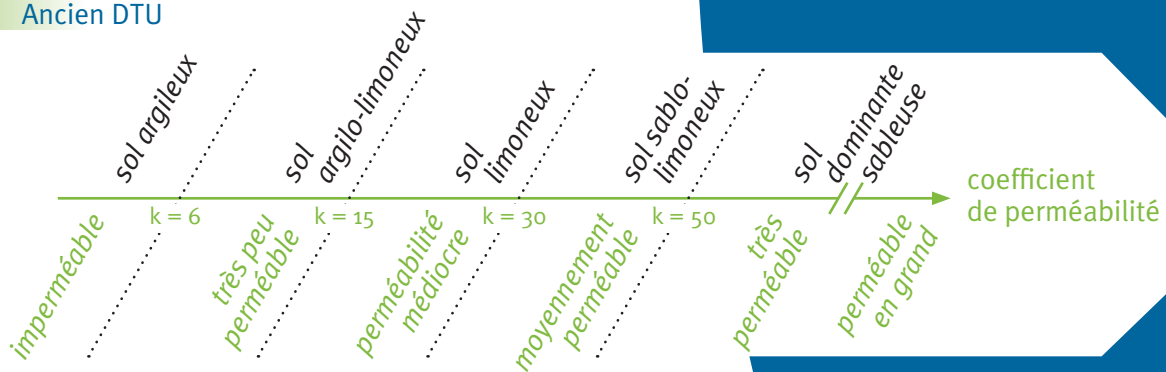 Ancien DTU
sol argileux
sol
argilo-limoneux
sol
limoneux
sol sablo-
limoneux
sol
dominante
sableuse
coefficient
de perméabilité
k = 6
k = 15
k = 30
k = 50
imperméable
très peu
perméable
perméabilité
médiocre
moyennement
perméable
très
perméable
perméable
en grand